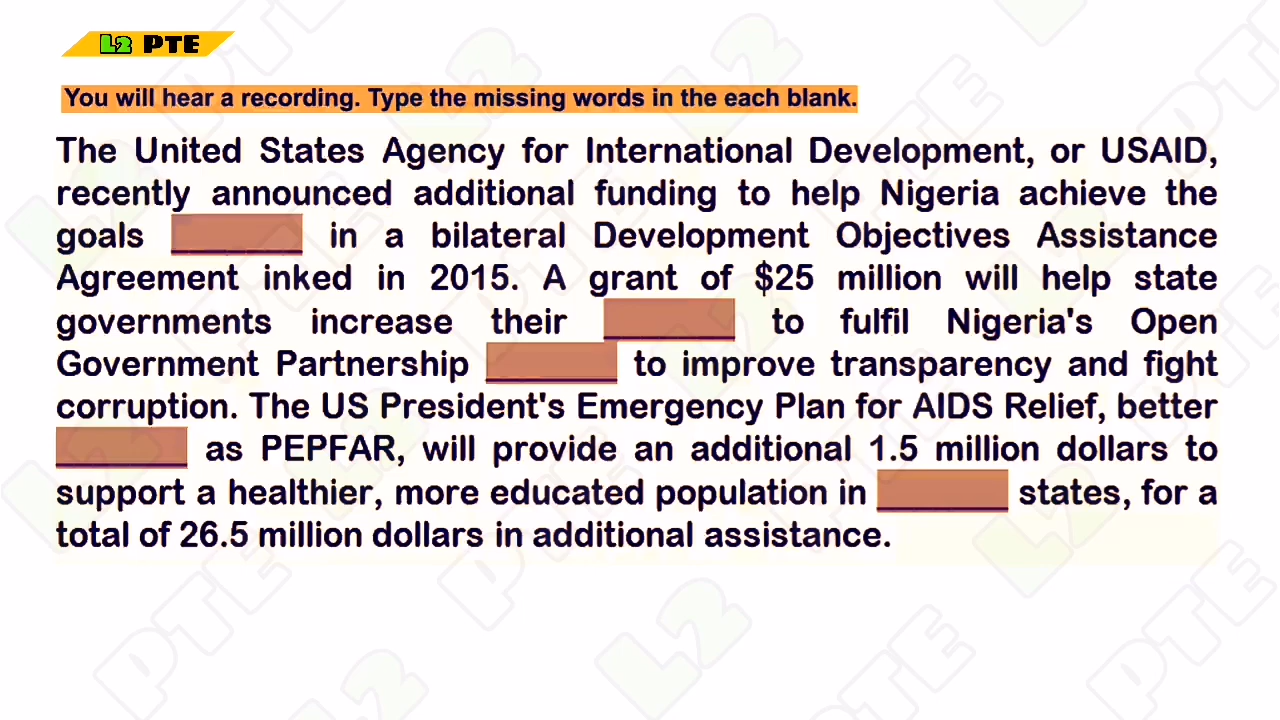 L2 PTE
You will hear a recording. Type the missing words in the each blank.
The United States Agency for International Development, or USAID,
recently announced additional funding to help Nigeria achieve the
goals in a bilateral Development Objectives Assistance
Agreement inked in 2015. A grant of $25 million will help state
governments increase their to fulfil Nigeria's Open
Government Partnership to improve transparency and fight
corruption. The US President's Emergency Plan for AIDS Relief, better
as PEPFAR, will provide an additional 1.5 million dollars to
support a healthier, more educated population in states, for a
total of 26.5 million dollars in additional assistance.